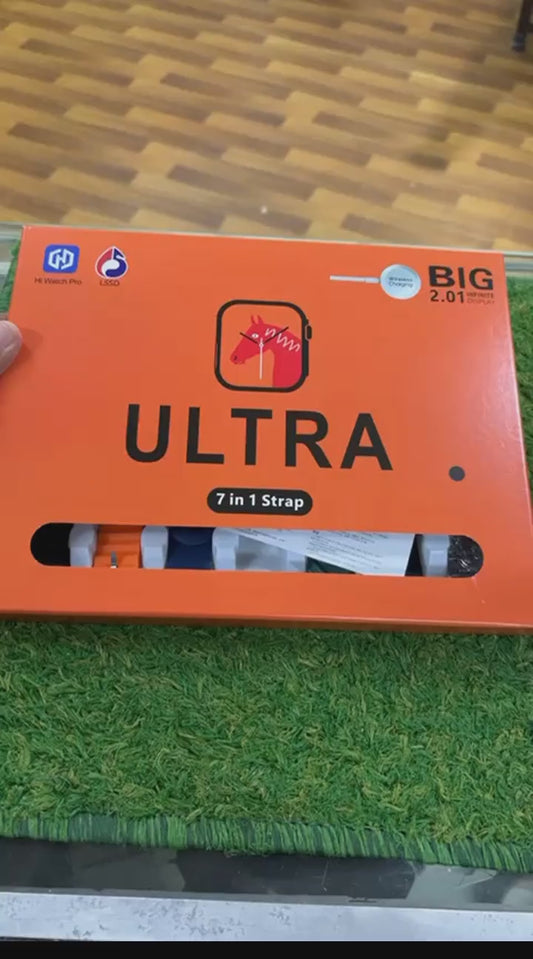 Hi Watch Pro
LSSD
Wireless
Charging
BIG
2.01 INFINITE
DISPLAY
ULTRA
7 in 1 Strap